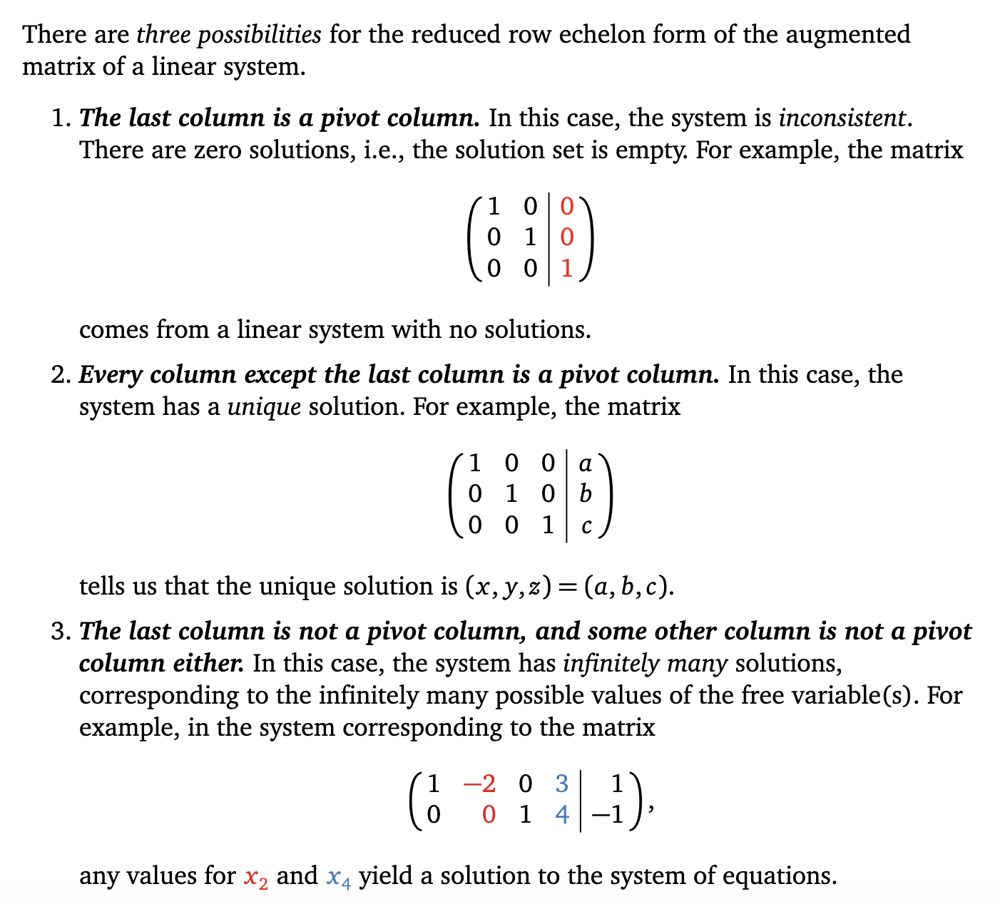 There are three possibilities for the reduced row echelon form of the augmented
matrix of a linear system.
1. The last column is a pivot column. In this case, the system is inconsistent.
There are zero solutions, i.e., the solution set is empty. For example, the matrix
1 0 | 0
0 1 | 0
0 0 | 1
comes from a linear system with no solutions.
2. Every column except the last column is a pivot column. In this case, the
system has a unique solution. For example, the matrix
1 0 0 | a
0 1 0 | b
0 0 1 | c
tells us that the unique solution is (x, y, z) = (a, b, c).
3. The last column is not a pivot column, and some other column is not a pivot
column either. In this case, the system has infinitely many solutions,
corresponding to the infinitely many possible values of the free variable(s). For
example, in the system corresponding to the matrix
1 −2 0 3 | 1
0 0 1 4 | −1 ,
any values for x₂ and x₄ yield a solution to the system of equations.